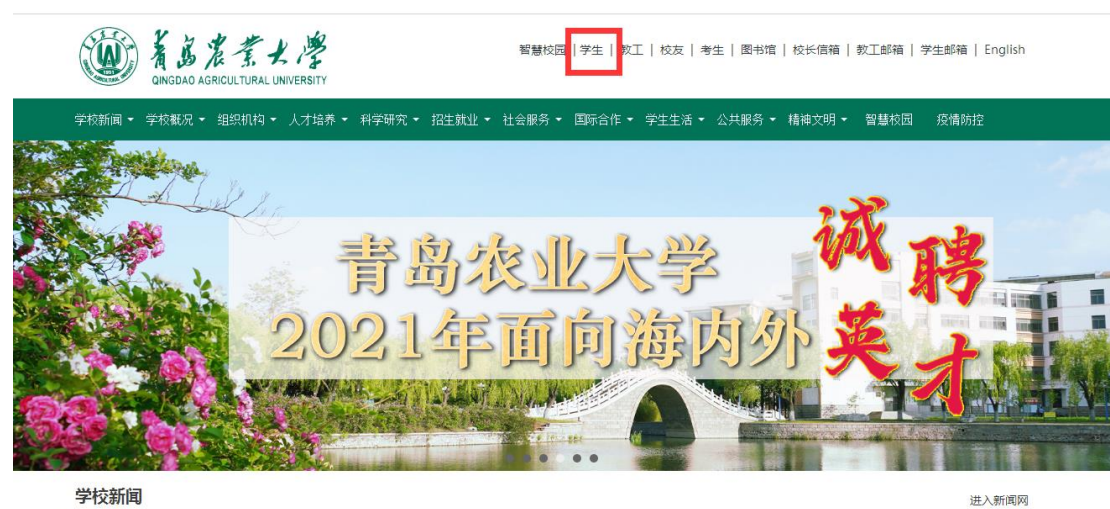 青岛农业大学
QINGDAO AGRICULTURAL UNIVERSITY
智慧校园 | 学生 | 教工 | 校友 | 考生 | 图书馆 | 校长信箱 | 教工邮箱 | 学生邮箱 | English
学校新闻 学校概况 组织机构 人才培养 科学研究 招生就业 社会服务 国际合作 学生生活 公共服务 精神文明 智慧校园 疫情防控
青岛农业大学
2021年面向海内外
诚聘
英才
学校新闻
进入新闻网